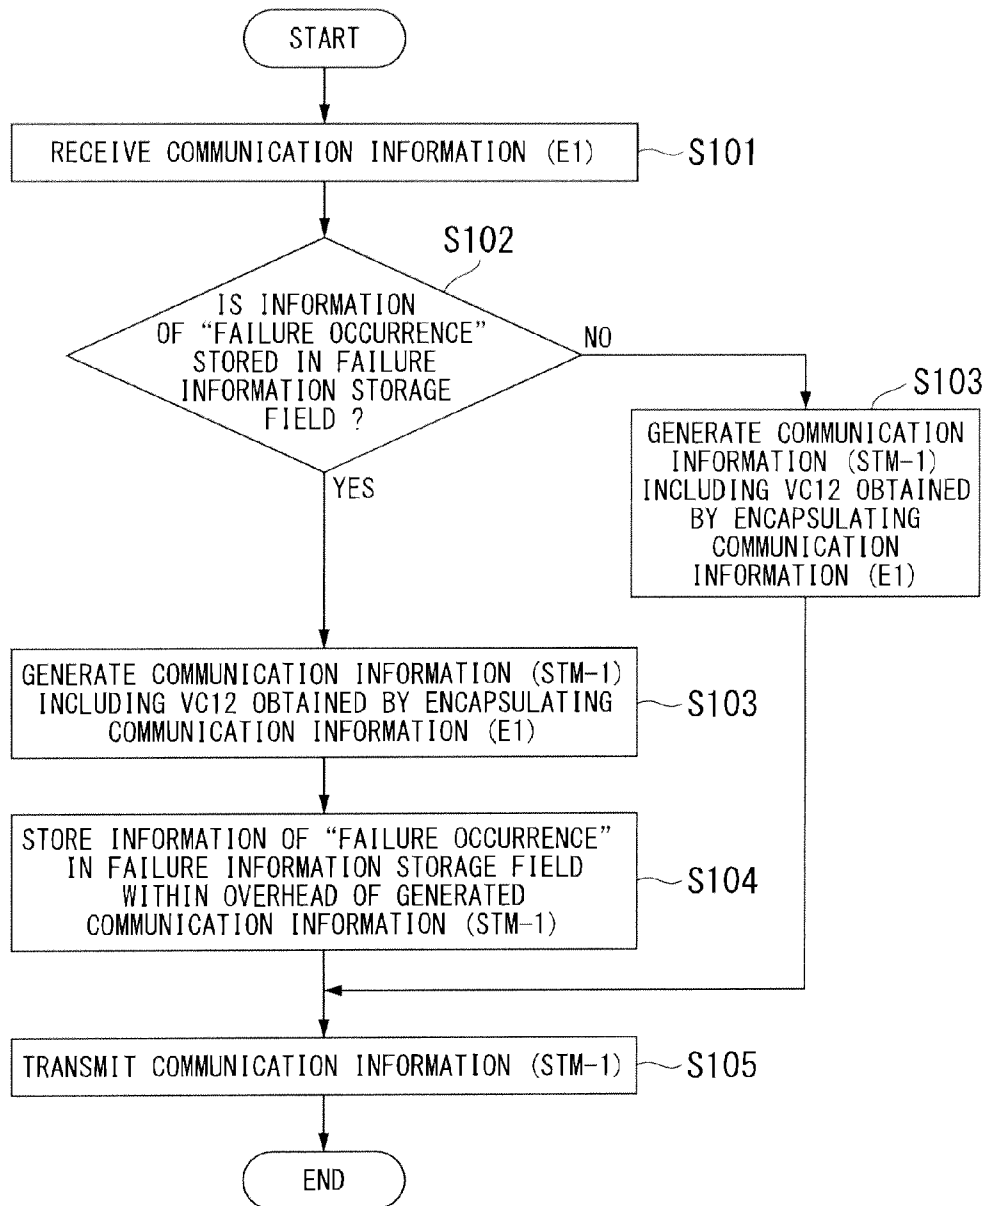 START
RECEIVE COMMUNICATION INFORMATION (E1)
S101
S102
IS INFORMATION
OF “FAILURE OCCURRENCE”
STORED IN FAILURE
INFORMATION STORAGE
FIELD ?
NO
YES
S103
GENERATE COMMUNICATION
INFORMATION (STM-1)
INCLUDING VC12 OBTAINED
BY ENCAPSULATING
COMMUNICATION
INFORMATION (E1)
GENERATE COMMUNICATION INFORMATION (STM-1)
INCLUDING VC12 OBTAINED BY ENCAPSULATING
COMMUNICATION INFORMATION (E1)
S103
STORE INFORMATION OF “FAILURE OCCURRENCE”
IN FAILURE INFORMATION STORAGE FIELD
WITHIN OVERHEAD OF GENERATED
COMMUNICATION INFORMATION (STM-1)
S104
TRANSMIT COMMUNICATION INFORMATION (STM-1)
S105
END